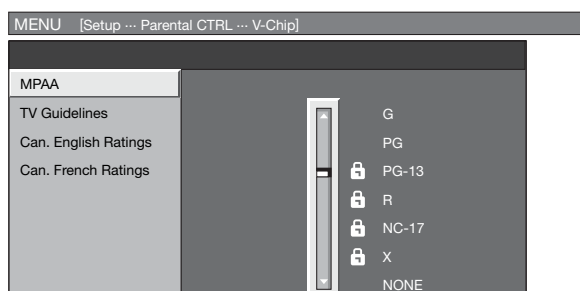 MENU [Setup ··· Parental CTRL ··· V-Chip]
MPAA
TV Guidelines
Can. English Ratings
Can. French Ratings
G
PG
PG-13
R
NC-17
X
NONE